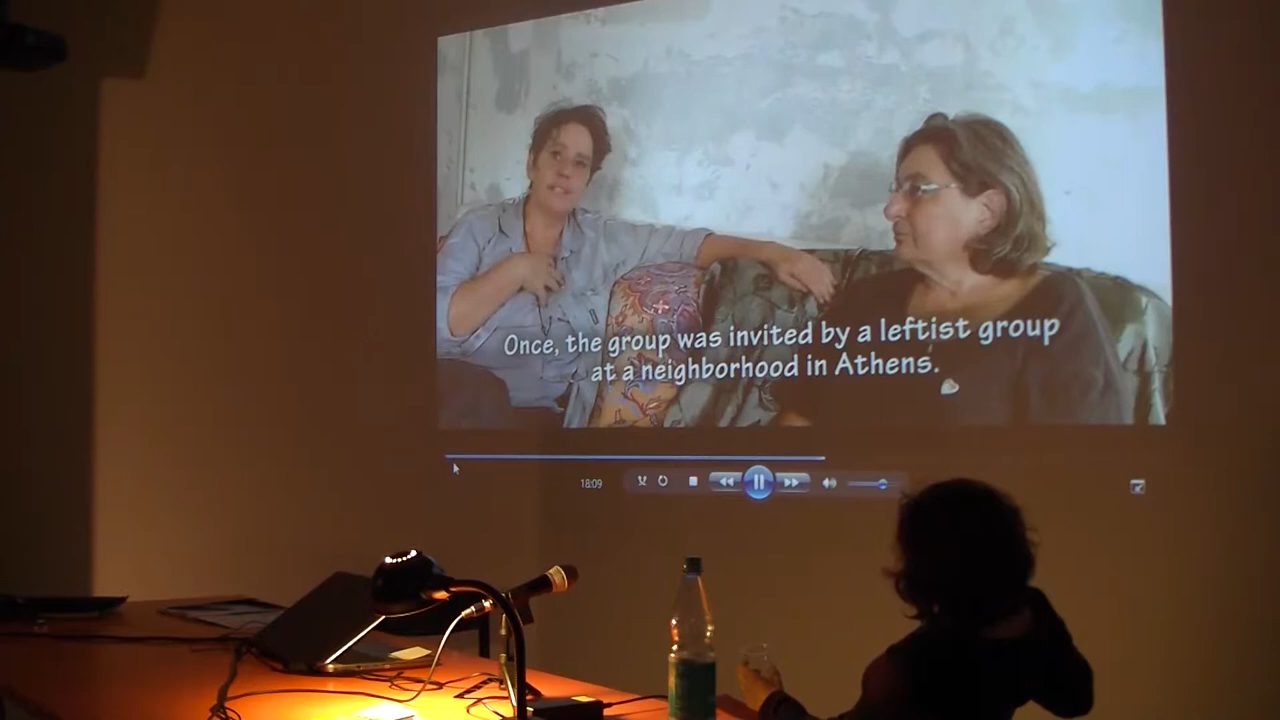 Once, the group was invited by a leftist group
at a neighborhood in Athens.
18:09